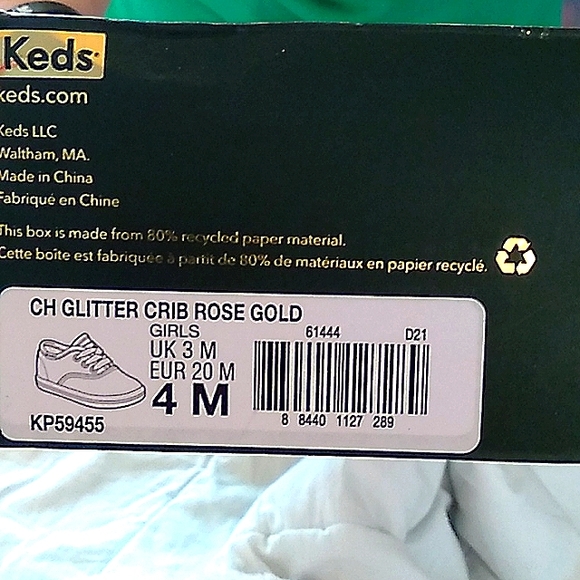 Keds
keds.com
Keds LLC
Waltham, MA.
Made in China
Fabriqué en Chine
This box is made from 80% recycled paper material.
Cette boîte est fabriquée à partit de 80% de matériaux en papier recyclé.
CH GLITTER CRIB ROSE GOLD
GIRLS 61444 D21
UK 3 M
EUR 20 M
4 M
KP59455
8 8440 1127 289